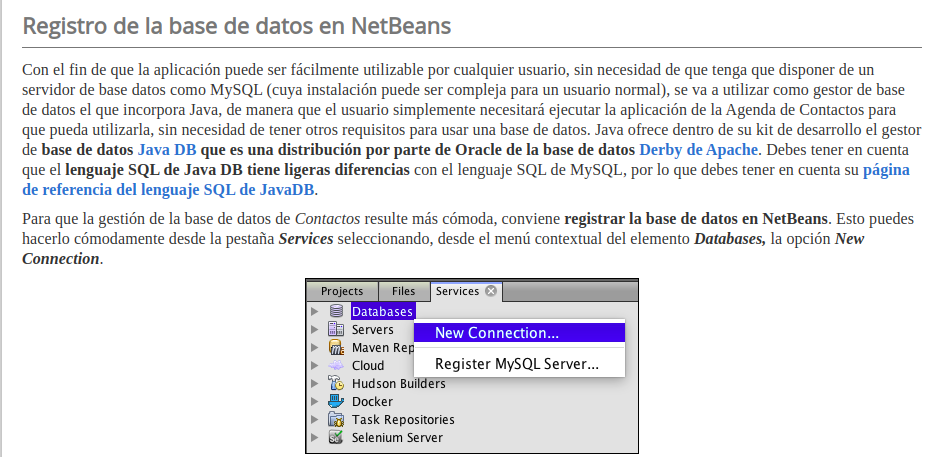 Registro de la base de datos en NetBeans
Con el fin de que la aplicación puede ser fácilmente utilizable por cualquier usuario, sin necesidad de que tenga que disponer de un
servidor de base datos como MySQL (cuya instalación puede ser compleja para un usuario normal), se va a utilizar como gestor de base
de datos el que incorpora Java, de manera que el usuario simplemente necesitará ejecutar la aplicación de la Agenda de Contactos para
que pueda utilizarla, sin necesidad de tener otros requisitos para usar una base de datos. Java ofrece dentro de su kit de desarrollo el gestor
de base de datos Java DB que es una distribución por parte de Oracle de la base de datos Derby de Apache. Debes tener en cuenta
que el lenguaje SQL de Java DB tiene ligeras diferencias con el lenguaje SQL de MySQL, por lo que debes tener en cuenta su página
de referencia del lenguaje SQL de JavaDB.
Para que la gestión de la base de datos de Contactos resulte más cómoda, conviene registrar la base de datos en NetBeans. Esto puedes
hacerlo cómodamente desde la pestaña Services seleccionando, desde el menú contextual del elemento Databases, la opción New
Connection.
Projects Files Services
Databases
Servers
New Connection...
Maven Rep
Cloud
Register MySQL Server...
Hudson Builders
Docker
Task Repositories
Selenium Server